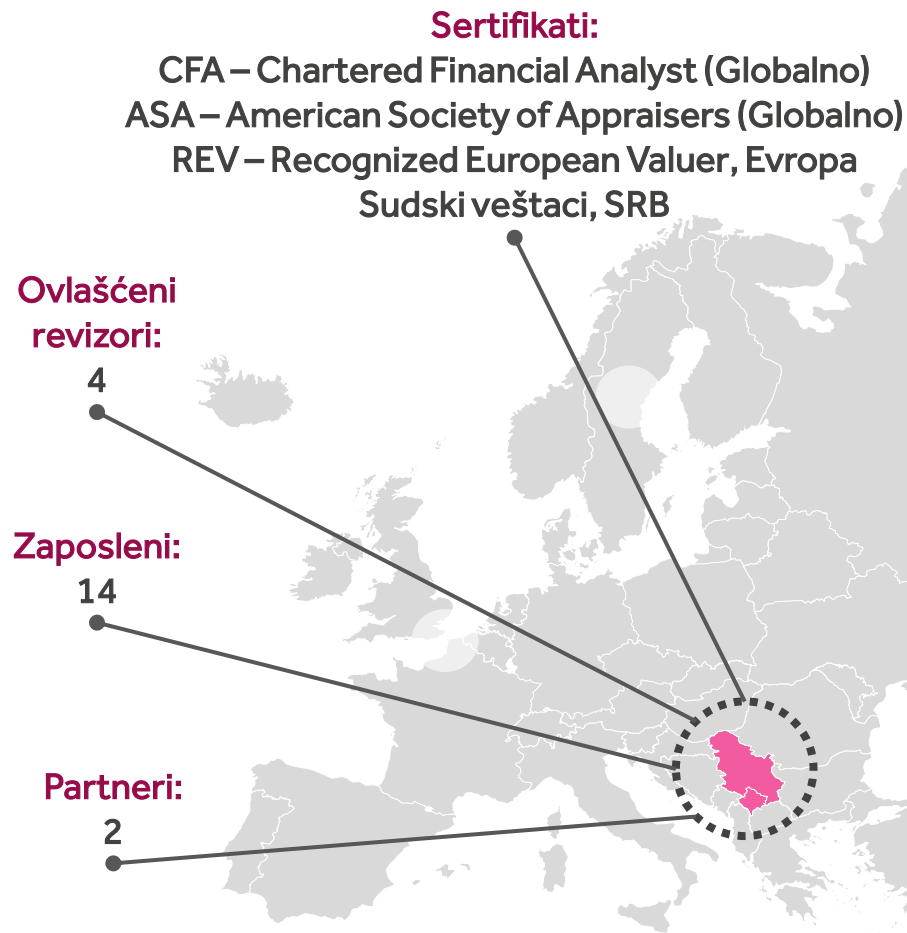 Sertifikati:
CFA – Chartered Financial Analyst (Globalno)
ASA – American Society of Appraisers (Globalno)
REV – Recognized European Valuer, Evropa
Sudski veštaci, SRB
Ovlašćeni
revizori:
4
Zaposleni:
14
Partneri:
2